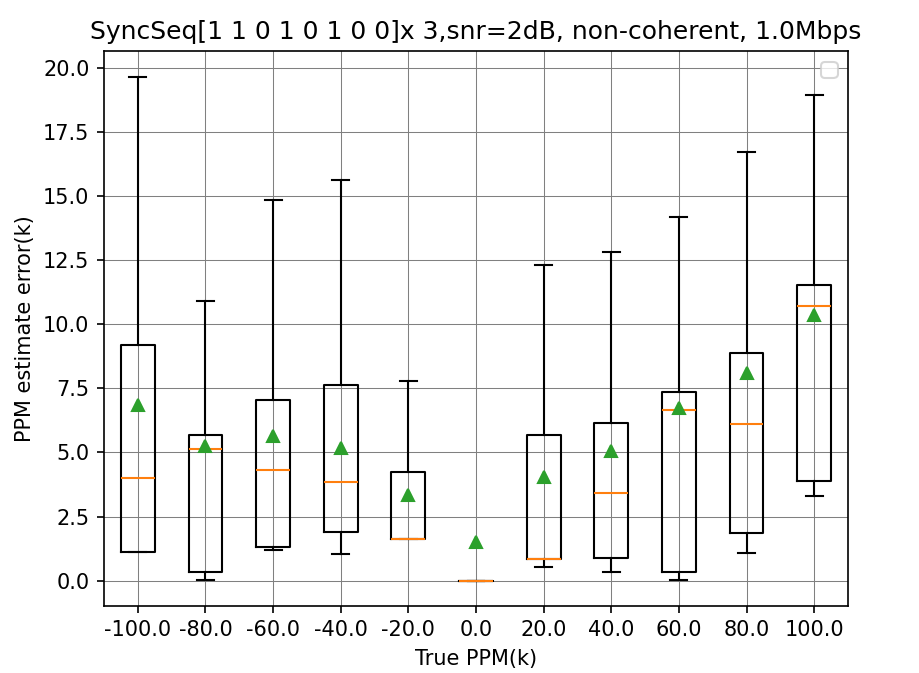 SyncSeq[1 1 0 1 0 1 0 0]x 3,snr=2dB, non-coherent, 1.0Mbps
20.0
17.5
15.0
12.5
10.0
7.5
5.0
2.5
0.0
PPM estimate error(k)
-100.0 -80.0 -60.0 -40.0 -20.0 0.0 20.0 40.0 60.0 80.0 100.0
True PPM(k)